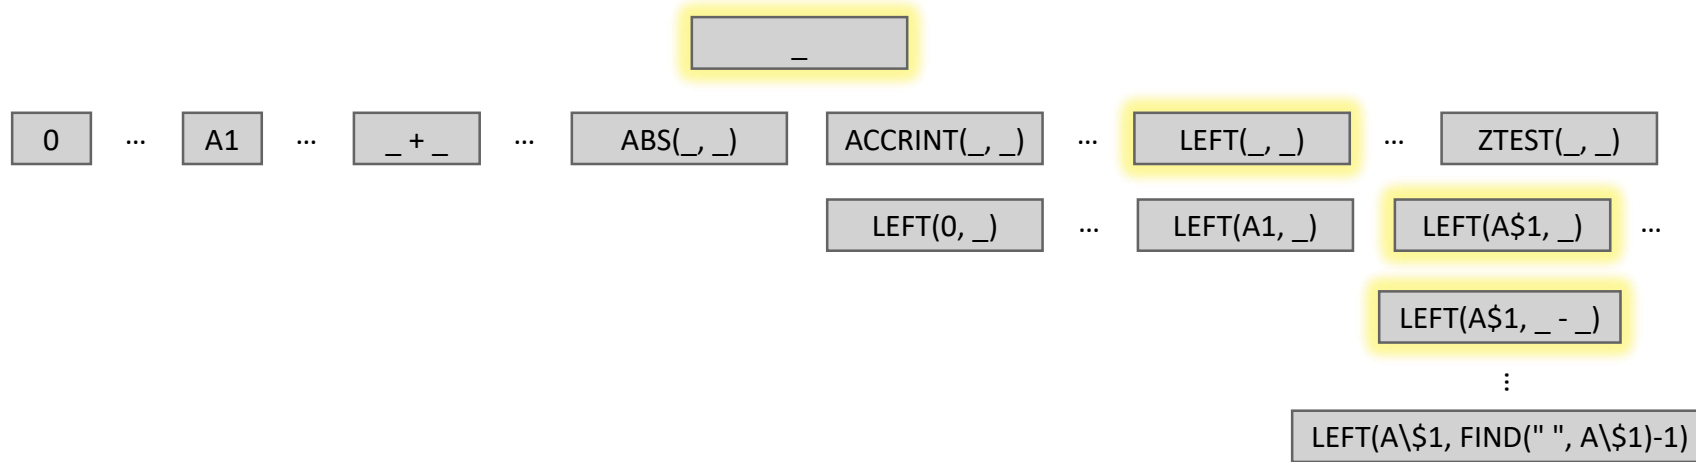 _
0 ... A1 ... _ + _ ... ABS(_, _) ACCRINT(_, _) ... LEFT(_, _) ... ZTEST(_, _)
LEFT(0, _) ... LEFT(A1, _) LEFT(A$1, _) ...
LEFT(A$1, _ - _)
⋮
LEFT(A\$1, FIND(" ", A\$1)-1)